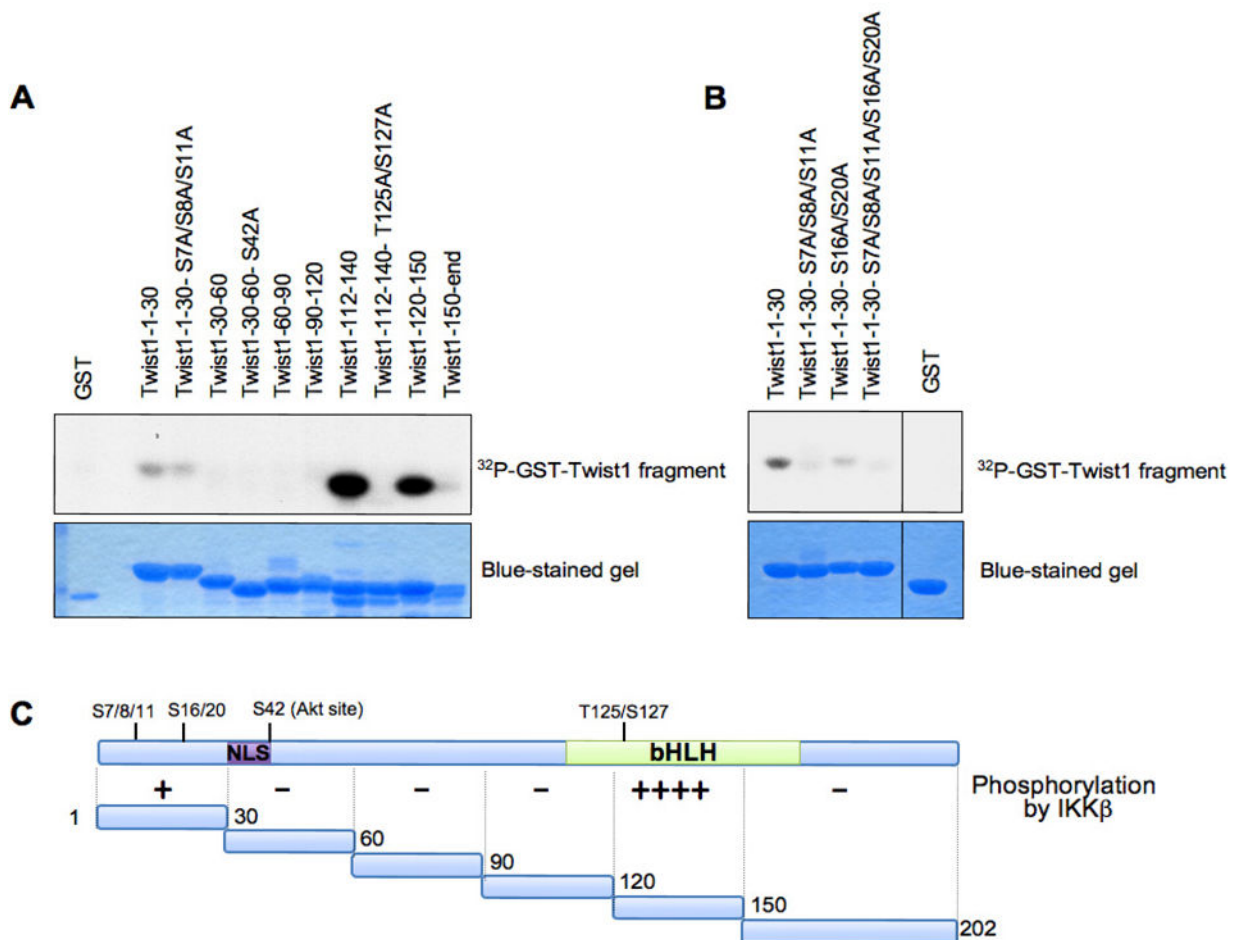 A
GST
Twist1-1-30
Twist1-1-30- S7A/S8A/S11A
Twist1-30-60
Twist1-30-60- S42A
Twist1-60-90
Twist1-90-120
Twist1-112-140
Twist1-112-140- T125A/S127A
Twist1-120-150
Twist1-150-end
32P-GST-Twist1 fragment
Blue-stained gel
B
Twist1-1-30
Twist1-1-30- S7A/S8A/S11A
Twist1-1-30- S16A/S20A
Twist1-1-30- S7A/S8A/S11A/S16A/S20A
GST
32P-GST-Twist1 fragment
Blue-stained gel
C
S7/8/11 S16/20 S42 (Akt site) T125/S127
NLS bHLH
+ − − − ++++ − Phosphorylation
by IKKβ
1 30
60
90
120
150
202